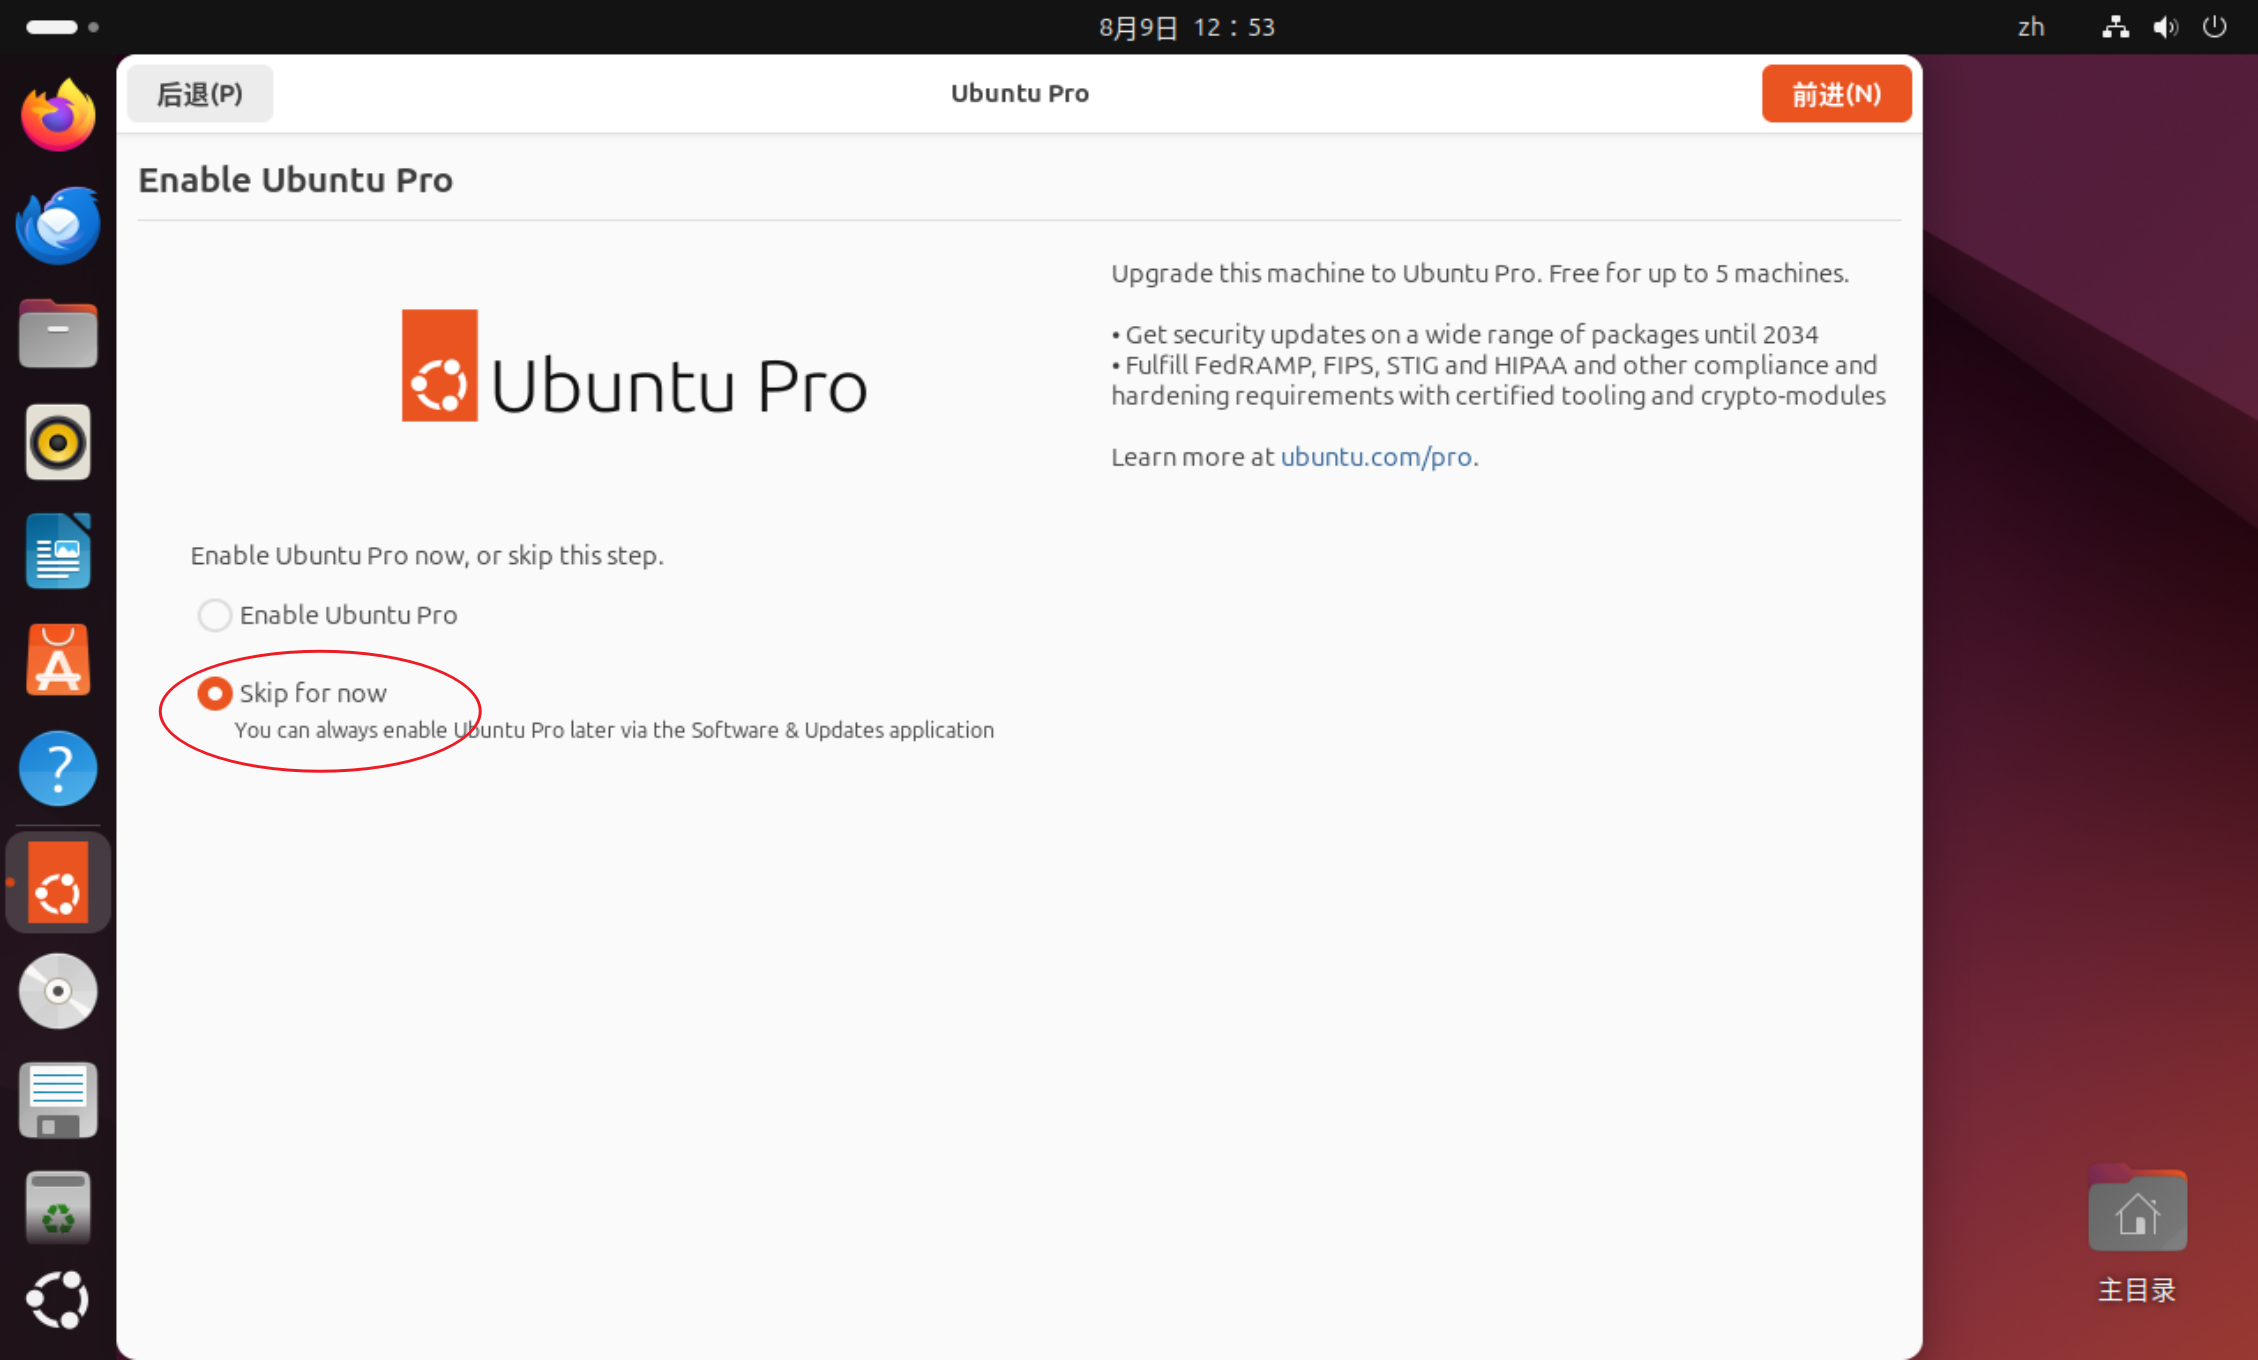 8月9日 12：53
zh
后退(P)
Ubuntu Pro
前进(N)
Enable Ubuntu Pro
Ubuntu Pro
Upgrade this machine to Ubuntu Pro. Free for up to 5 machines.
• Get security updates on a wide range of packages until 2034
• Fulfill FedRAMP, FIPS, STIG and HIPAA and other compliance and
hardening requirements with certified tooling and crypto-modules
Learn more at ubuntu.com/pro.
Enable Ubuntu Pro now, or skip this step.
Enable Ubuntu Pro
Skip for now
You can always enable Ubuntu Pro later via the Software & Updates application
主目录